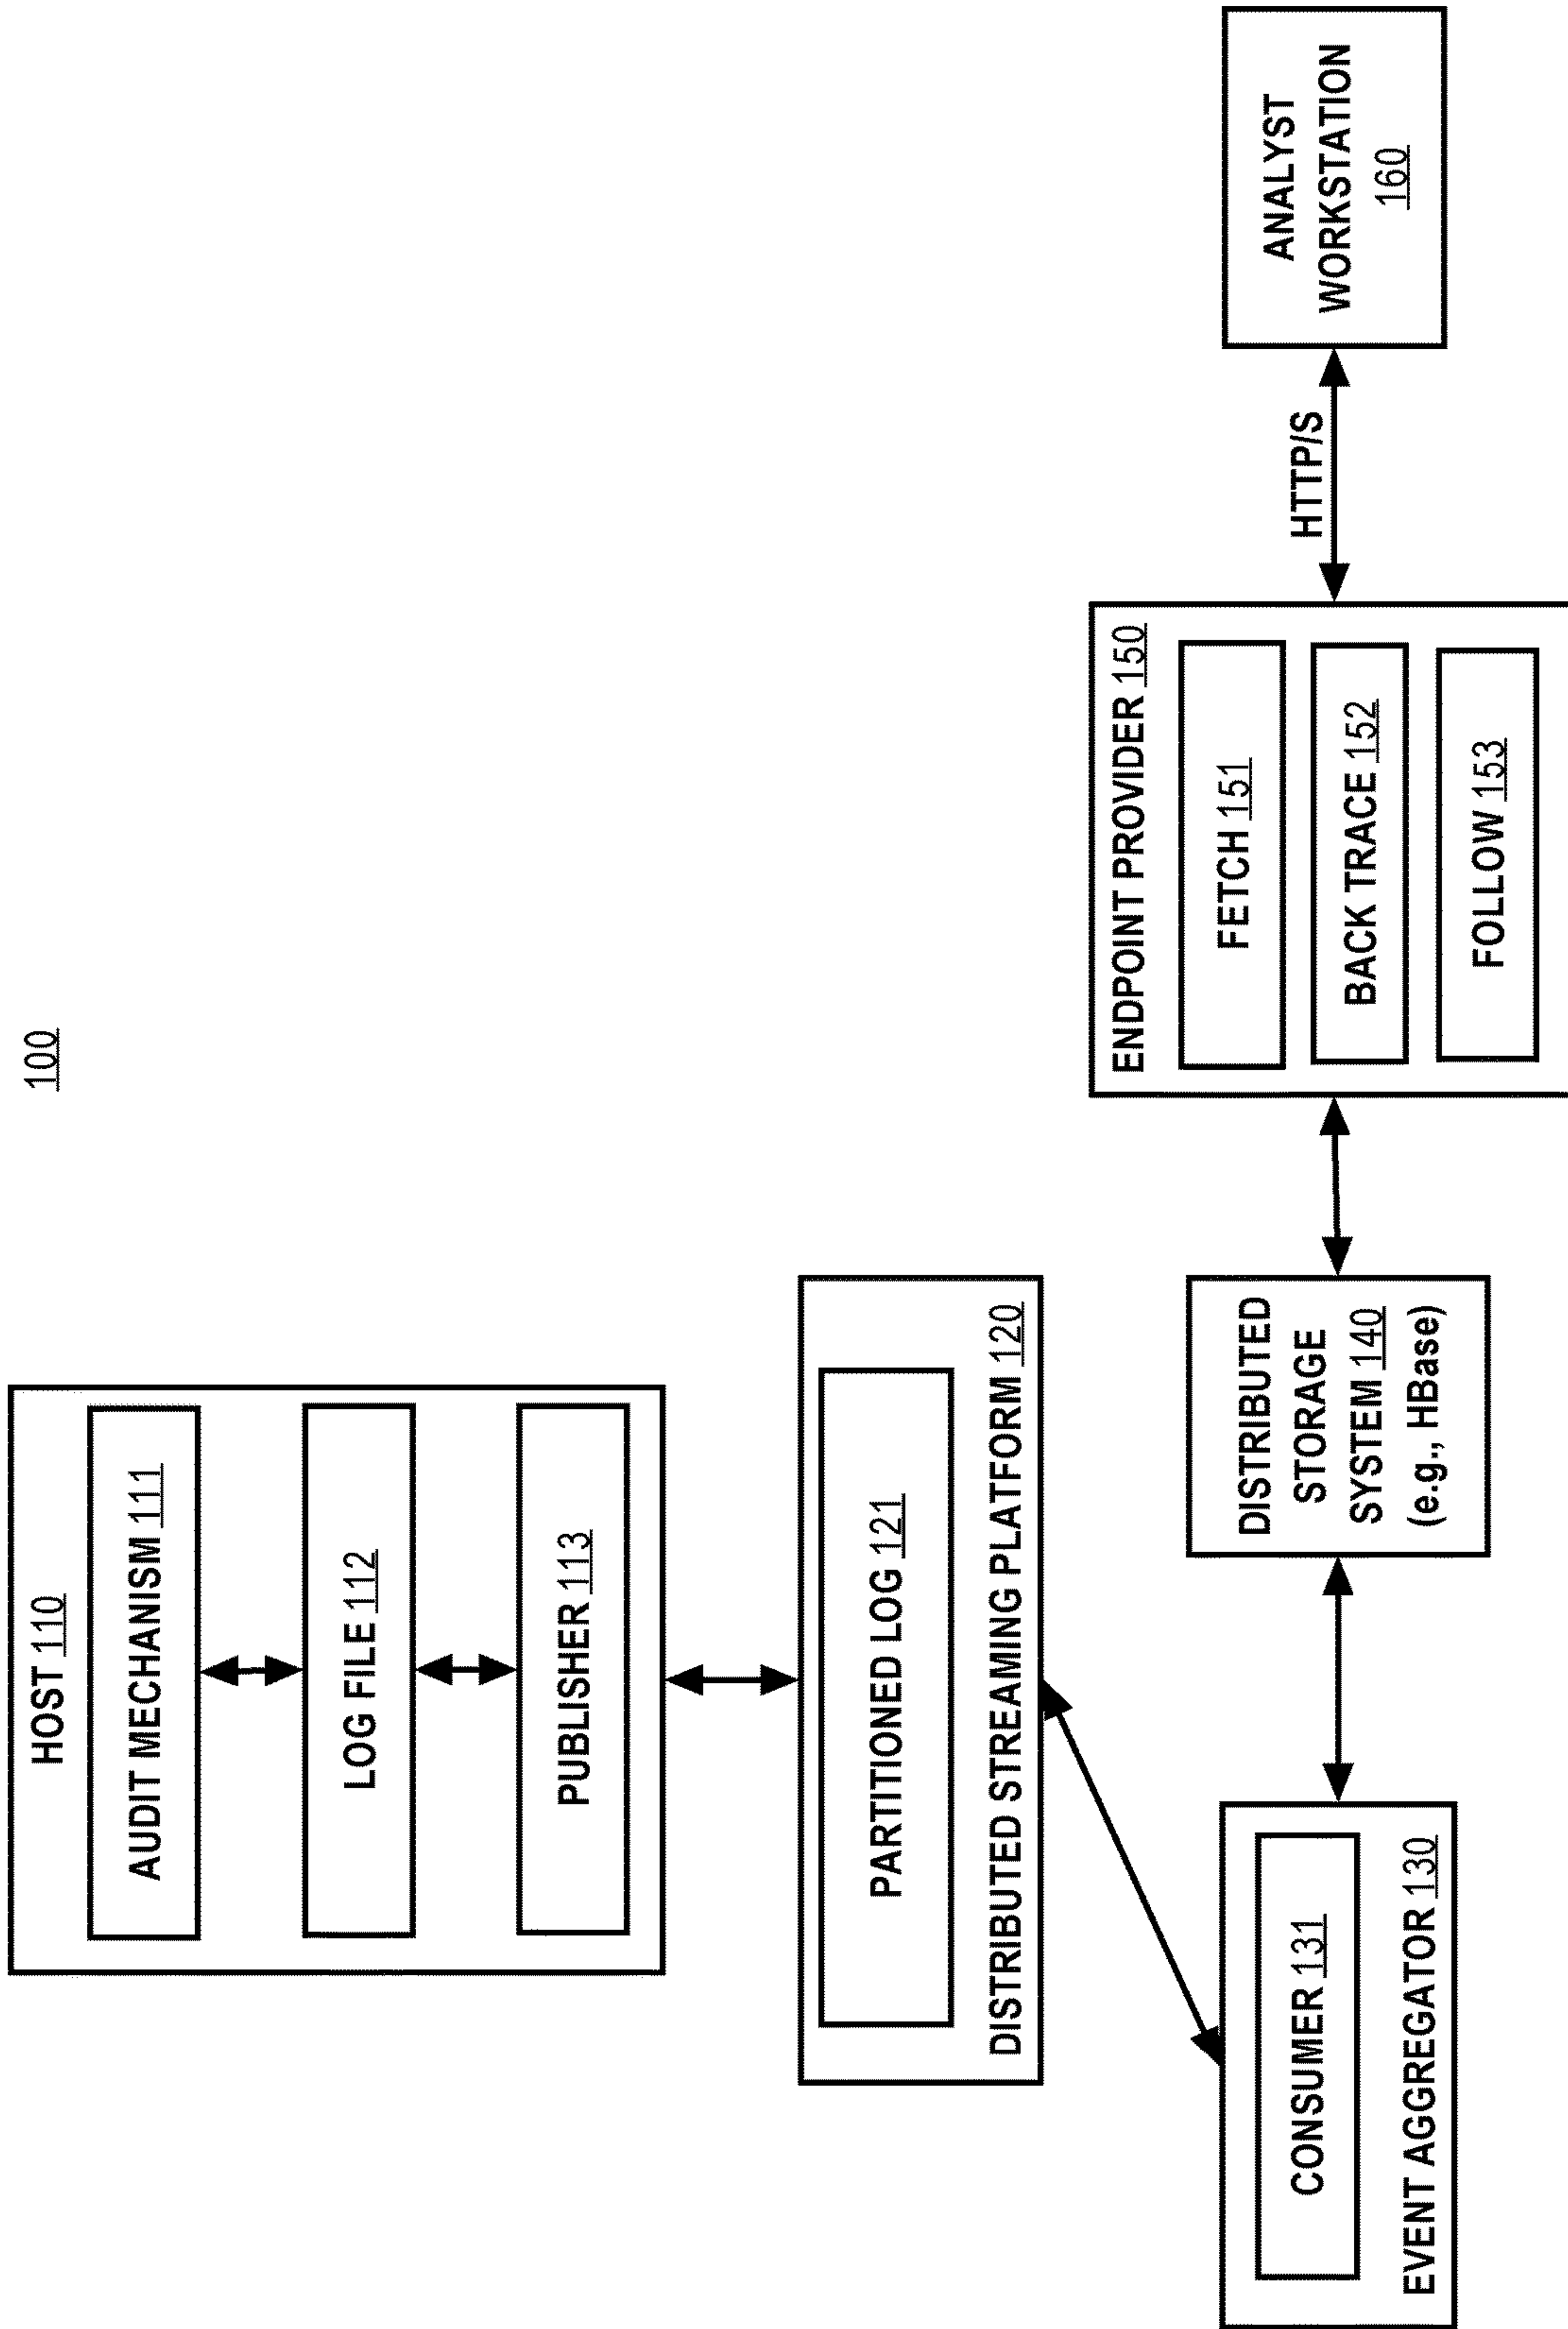 100
HOST 110
AUDIT MECHANISM 111
LOG FILE 112
PUBLISHER 113
DISTRIBUTED STREAMING PLATFORM 120
PARTITIONED LOG 121
EVENT AGGREGATOR 130
CONSUMER 131
DISTRIBUTED
STORAGE
SYSTEM 140
(e.g., HBase)
ENDPOINT PROVIDER 150
FETCH 151
BACK TRACE 152
FOLLOW 153
HTTP/S
ANALYST
WORKSTATION
160